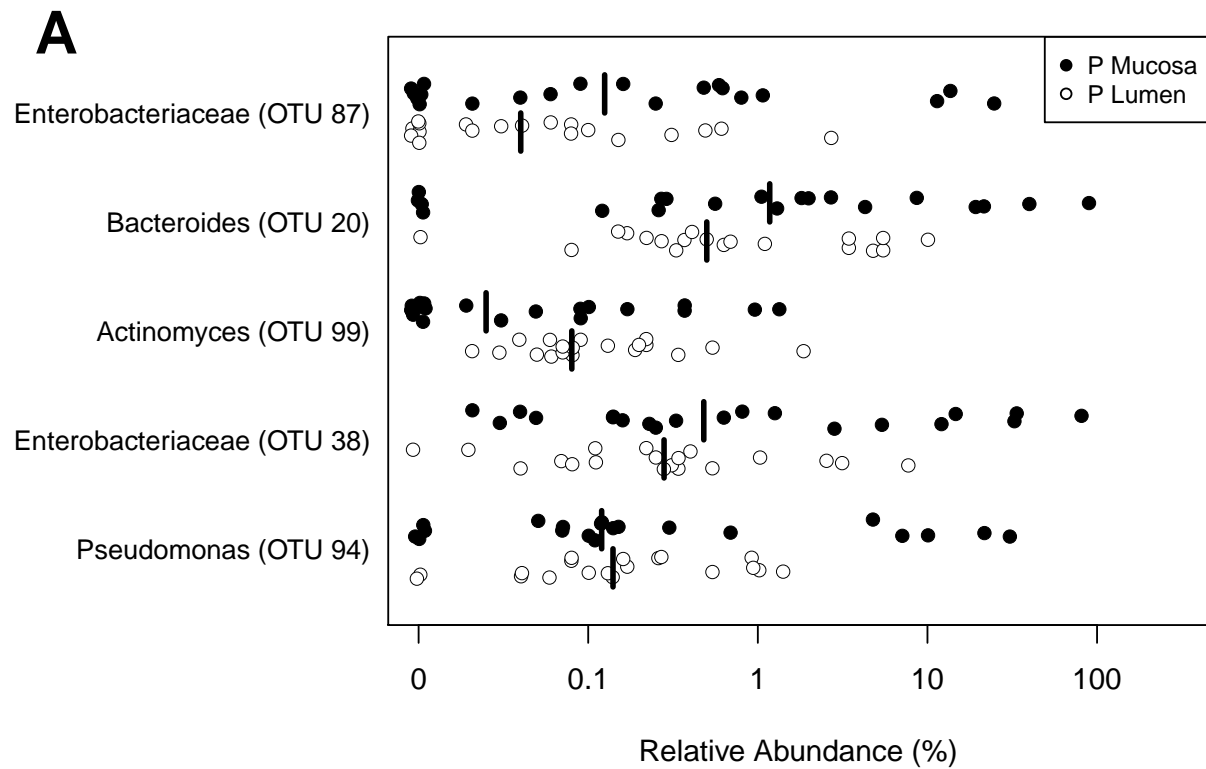 A
P Mucosa
P Lumen
Enterobacteriaceae (OTU 87)
Bacteroides (OTU 20)
Actinomyces (OTU 99)
Enterobacteriaceae (OTU 38)
Pseudomonas (OTU 94)
0 0.1 1 10 100
Relative Abundance (%)